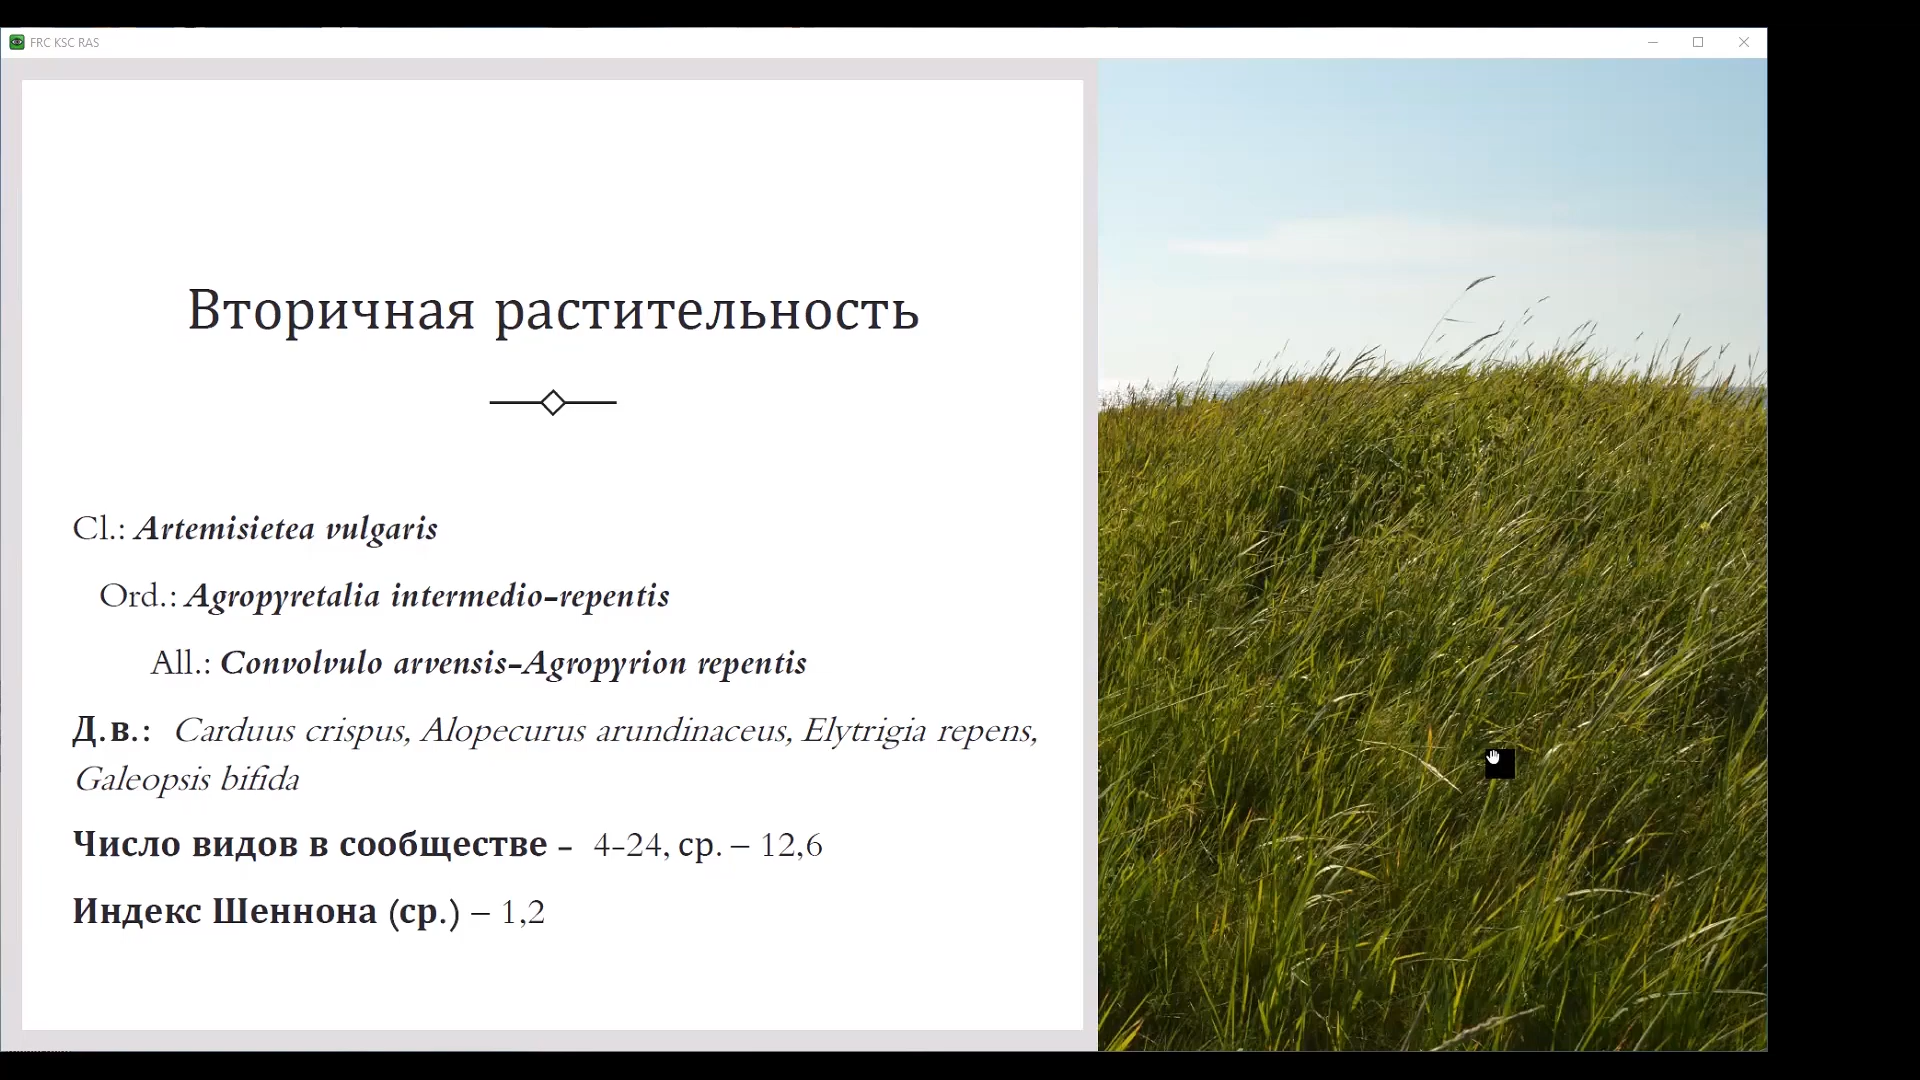 FRC KSC RAS
Вторичная растительность
Cl.: Artemisietea vulgaris
Ord.: Agropyretalia intermedio-repentis
All.: Convolvulo arvensis-Agropyrion repentis
Д.в.: Carduus crispus, Alopecurus arundinaceus, Elytrigia repens,
Galeopsis bifida
Число видов в сообществе - 4-24, ср. – 12,6
Индекс Шеннона (ср.) – 1,2